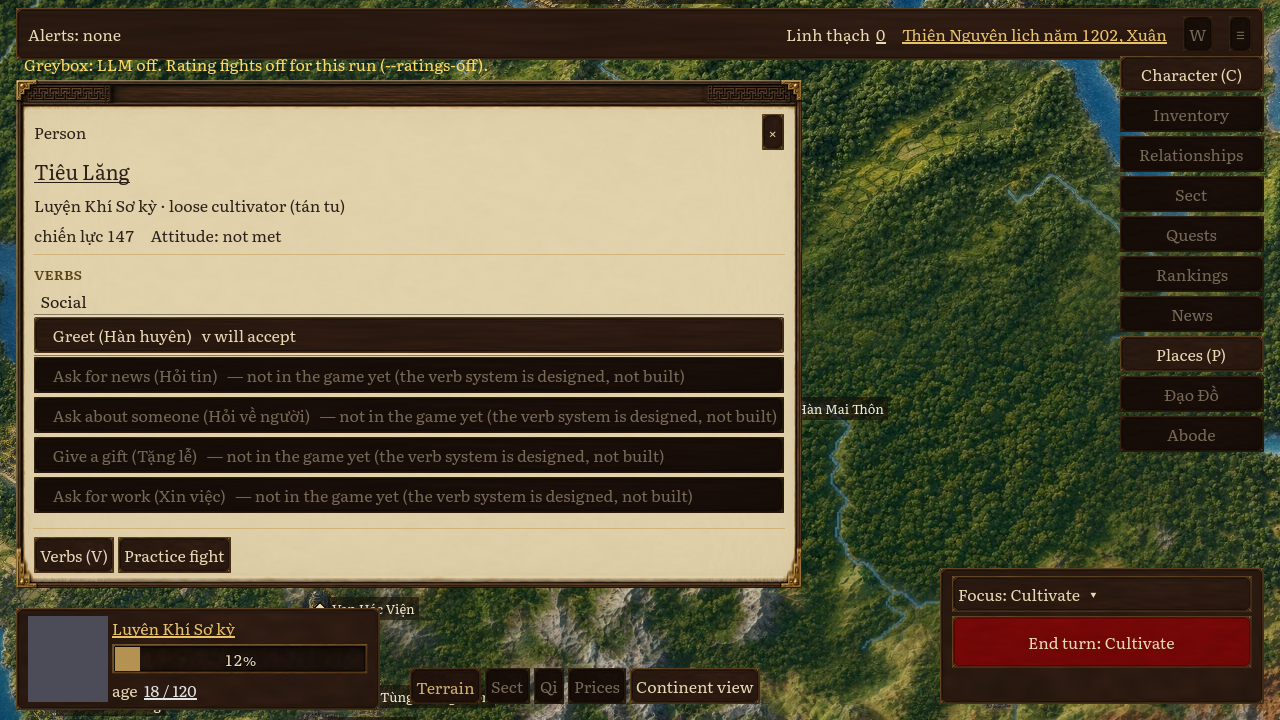 Alerts: none
Linh thạch 0
Thiên Nguyên lịch năm 1202, Xuân
W
≡
Greybox: LLM off. Rating fights off for this run (--ratings-off).
Character (C)
Inventory
Relationships
Sect
Quests
Rankings
News
Places (P)
Đạo Đồ
Abode
Person
×
Tiêu Lăng
Luyện Khí Sơ kỳ · loose cultivator (tán tu)
chiến lực 147 Attitude: not met
VERBS
Social
Greet (Hàn huyên) v will accept
Ask for news (Hỏi tin) — not in the game yet (the verb system is designed, not built)
Ask about someone (Hỏi về người) — not in the game yet (the verb system is designed, not built)
Give a gift (Tặng lễ) — not in the game yet (the verb system is designed, not built)
Ask for work (Xin việc) — not in the game yet (the verb system is designed, not built)
Verbs (V)
Practice fight
Hàn Mai Thôn
Viện
Luyện Khí Sơ kỳ
12%
age 18 / 120
Tùng
Terrain
Sect
Qi
Prices
Continent view
Focus: Cultivate ▾
End turn: Cultivate